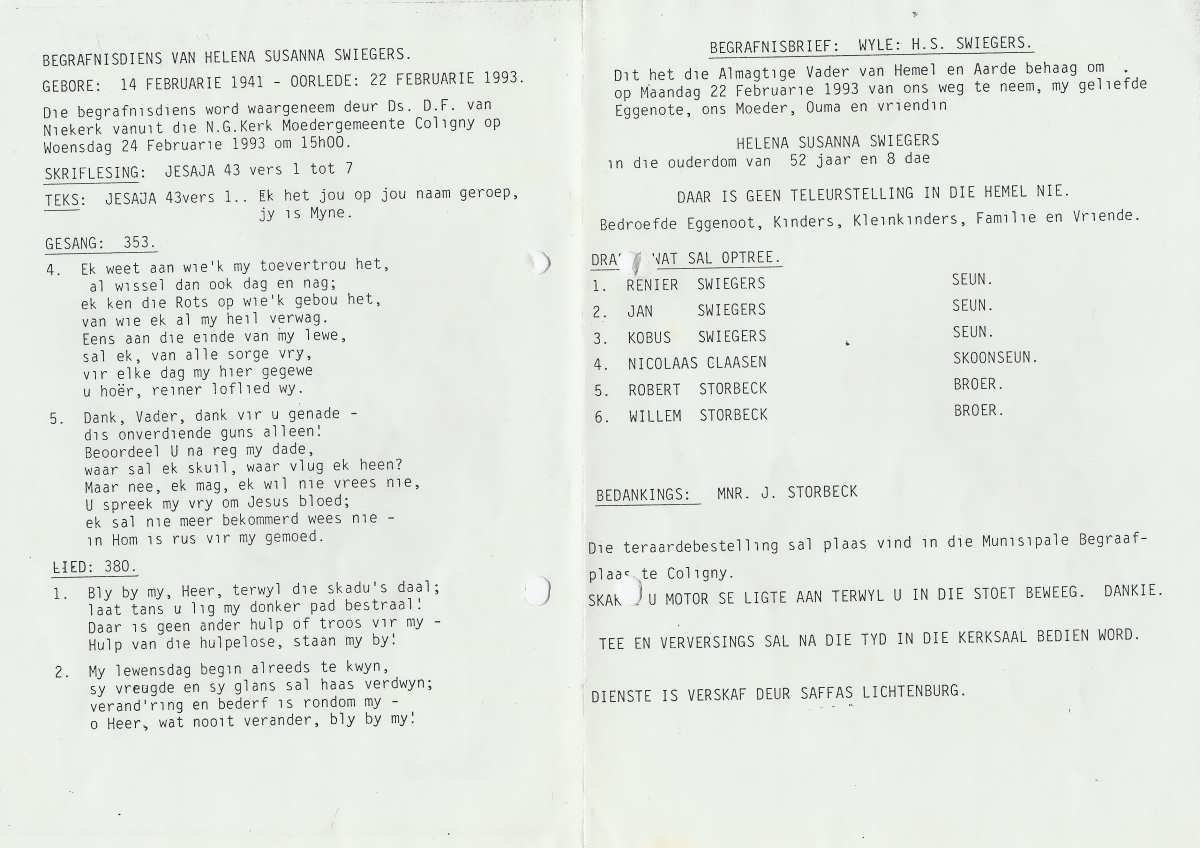 BEGRAFNISDIENS VAN HELENA SUSANNA SWIEGERS.
GEBORE: 14 FEBRUARIE 1941 - OORLEDE: 22 FEBRUARIE 1993.
Die begrafnisdiens word waargeneem deur Ds. D.F. van
Niekerk vanuit die N.G.Kerk Moedergemeente Coligny op
Woensdag 24 Februarie 1993 om 15h00.
SKRIFLESING: JESAJA 43 vers 1 tot 7
TEKS: JESAJA 43vers 1.. Ek het jou op jou naam geroep,
jy is Myne.
GESANG: 353.
4. Ek weet aan wie'k my toevertrou het,
al wissel dan ook dag en nag;
ek ken die Rots op wie'k gebou het,
van wie ek al my heil verwag.
Eens aan die einde van my lewe,
sal ek, van alle sorge vry,
vir elke dag my hier gegewe
u hoër, reiner loflied wy.
5. Dank, Vader, dank vir u genade -
dis onverdiende guns alleen!
Beoordeel U na reg my dade,
waar sal ek skuil, waar vlug ek heen?
Maar nee, ek mag, ek wil nie vrees nie,
U spreek my vry om Jesus bloed;
ek sal nie meer bekommerd wees nie -
in Hom is rus vir my gemoed.
LIED: 380.
1. Bly by my, Heer, terwyl die skadu's daal;
laat tans u lig my donker pad bestraal!
Daar is geen ander hulp of troos vir my -
Hulp van die hulpelose, staan my by!
2. My lewensdag begin alreeds te kwyn,
sy vreugde en sy glans sal haas verdwyn;
verand'ring en bederf is rondom my -
o Heer, wat nooit verander, bly by my!
BEGRAFNISBRIEF: WYLE: H.S. SWIEGERS.
Dit het die Almagtige Vader van Hemel en Aarde behaag om
op Maandag 22 Februarie 1993 van ons weg te neem, my geliefde
Eggenote, ons Moeder, Ouma en vriendin
HELENA SUSANNA SWIEGERS
in die ouderdom van 52 jaar en 8 dae
DAAR IS GEEN TELEURSTELLING IN DIE HEMEL NIE.
Bedroefde Eggenoot, Kinders, Kleinkinders, Familie en Vriende.
SAL OPTREE.
1. RENIER SWIEGERS SEUN.
2. JAN SWIEGERS SEUN.
3. KOBUS SWIEGERS SEUN.
4. NICOLAAS CLAASEN SKOONSEUN.
5. ROBERT STORBECK BROER.
6. WILLEM STORBECK BROER.
BEDANKINGS: MNR. J. STORBECK
Die teraardebestelling sal plaas vind in die Munisipale Begraaf-
plaas te Coligny.
U MOTOR SE LIGTE AAN TERWYL U IN DIE STOET BEWEEG. DANKIE.
TEE EN VERVERSINGS SAL NA DIE TYD IN DIE KERKSAAL BEDIEN WORD.
DIENSTE IS VERSKAF DEUR SAFFAS LICHTENBURG.